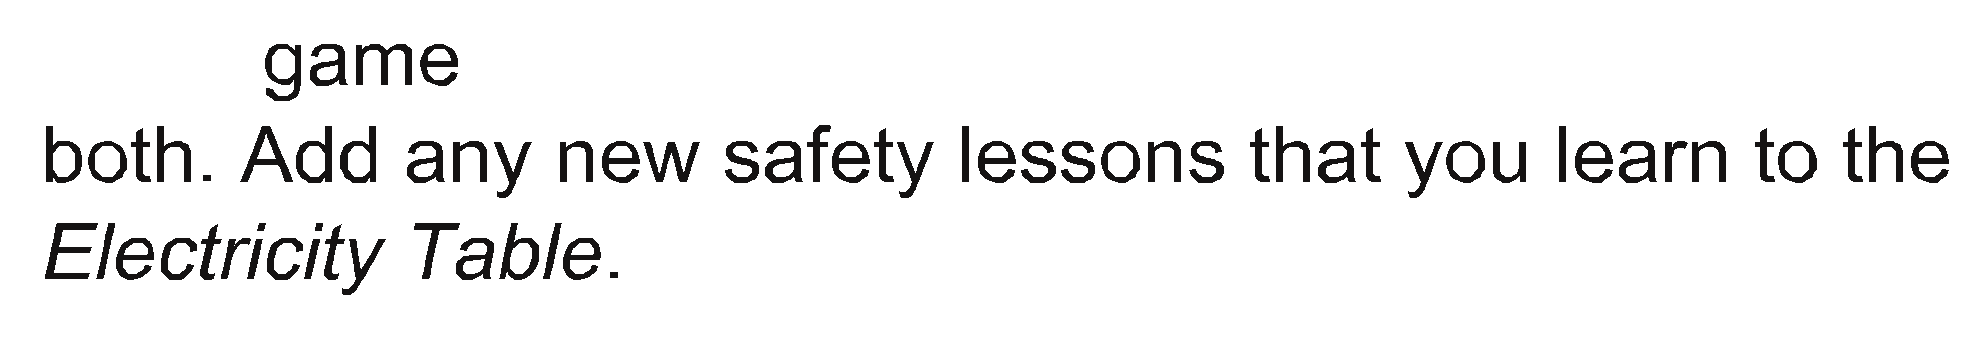 game
both. Add any new safety lessons that you learn to the
Electricity Table.